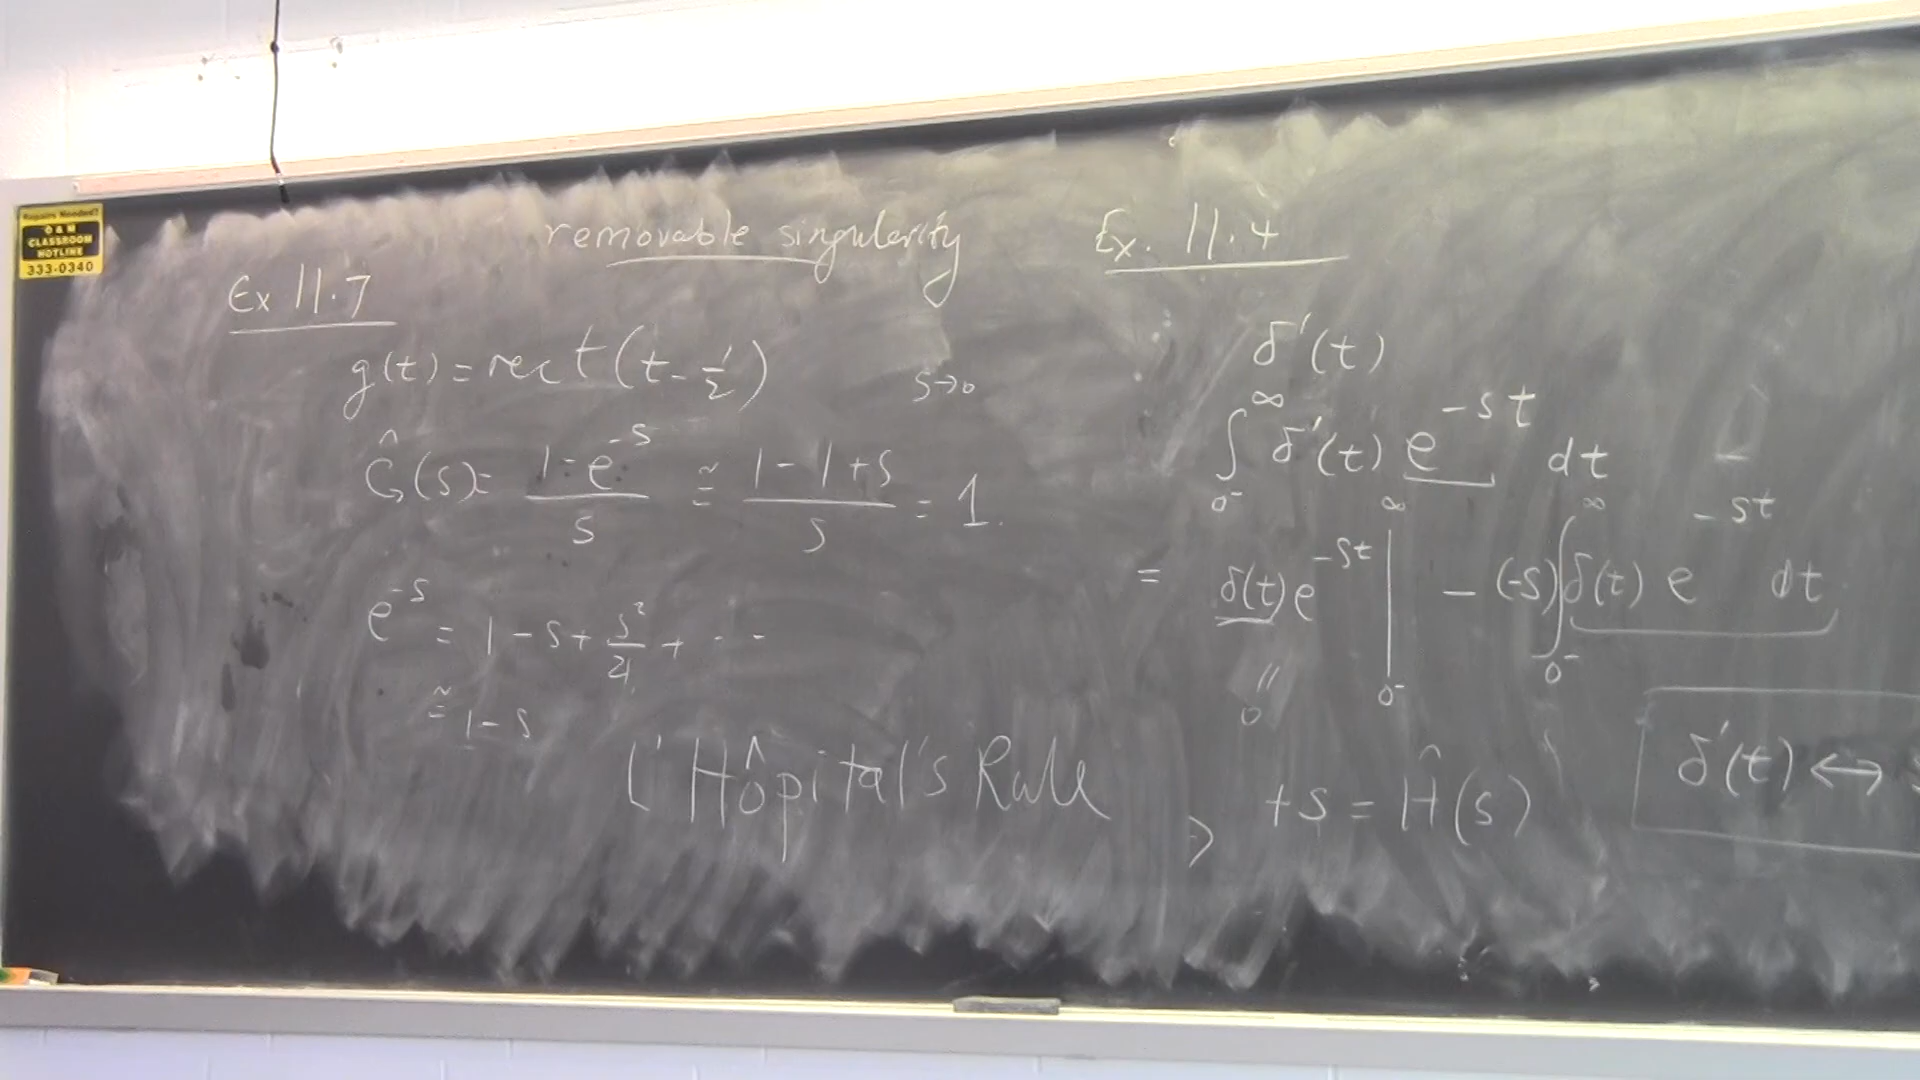 Repairs Needed?
O & M
CLASSROOM
HOTLINE
333-0340
removable singularity
Ex 11.7
g(t) = rect(t - 1/2)
s→0
Ĝ(s) = (1 - e^{-s})/s ≅ (1 - 1 + s)/s = 1.
e^{-s} = 1 - s + s²/2! + ...
≅ 1 - s
L'Hôpital's Rule
Ex. 11.4
δ'(t)
∫_{0^-}^{∞} δ'(t) e^{-st} dt
= δ(t) e^{-st} |_{0^-}^{∞} - (-s) ∫_{0^-}^{∞} δ(t) e^{-st} dt
"
0
+s = Ĥ(s)
δ'(t) ↔